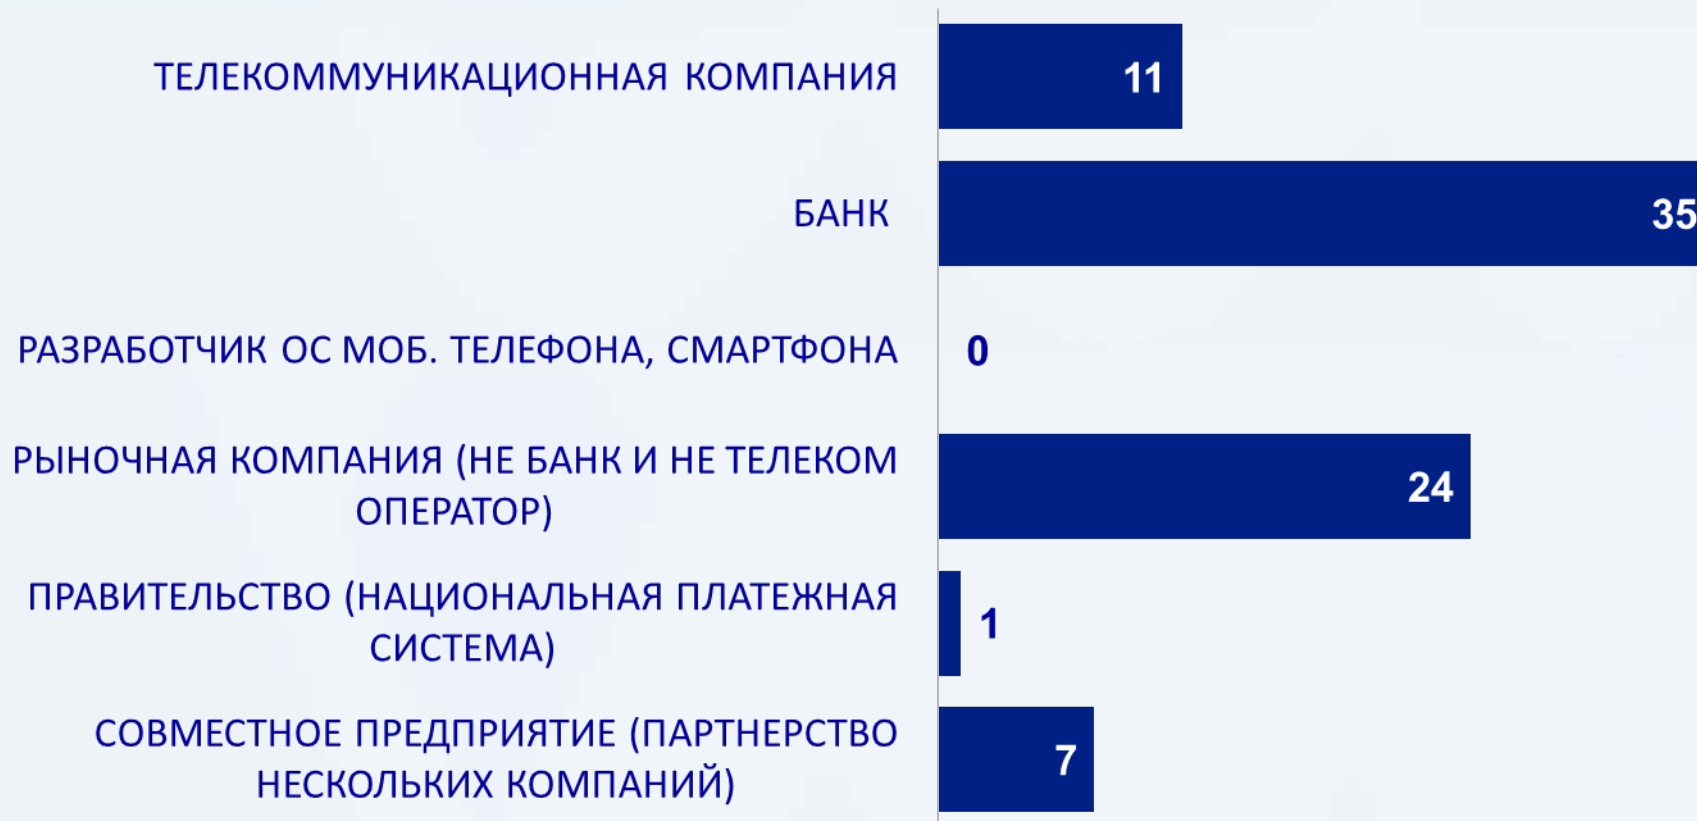 ТЕЛЕКОММУНИКАЦИОННАЯ КОМПАНИЯ 11
БАНК 35
РАЗРАБОТЧИК ОС МОБ. ТЕЛЕФОНА, СМАРТФОНА 0
РЫНОЧНАЯ КОМПАНИЯ (НЕ БАНК И НЕ ТЕЛЕКОМ
ОПЕРАТОР)
24
ПРАВИТЕЛЬСТВО (НАЦИОНАЛЬНАЯ ПЛАТЕЖНАЯ
СИСТЕМА)
1
СОВМЕСТНОЕ ПРЕДПРИЯТИЕ (ПАРТНЕРСТВО
НЕСКОЛЬКИХ КОМПАНИЙ)
7